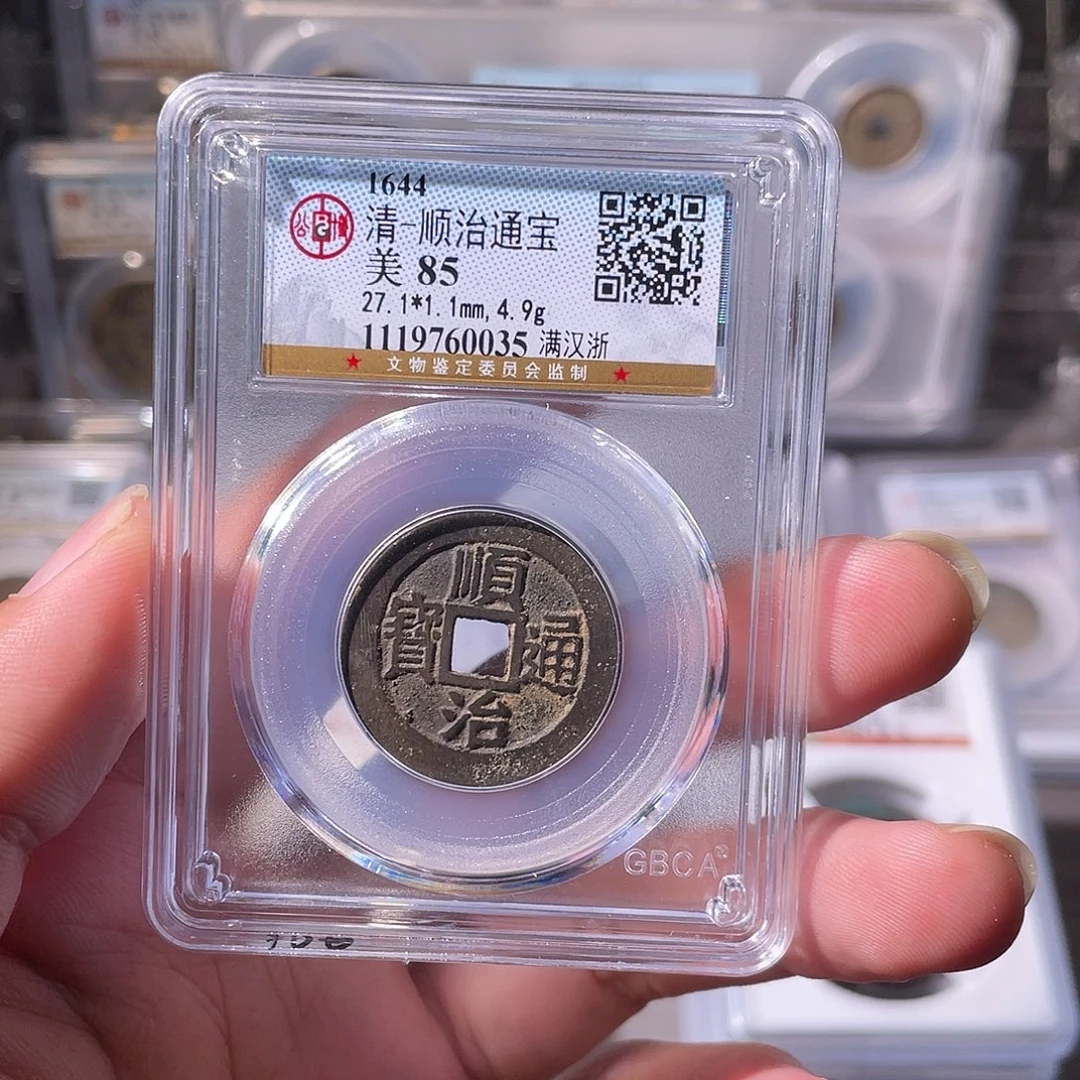 1644
清-顺治通宝
美 85
27.1*1.1mm,4.9g
1119760035 满汉浙
★ 文物鉴定委员会监制 ★
順
寶 通
治
GBCA